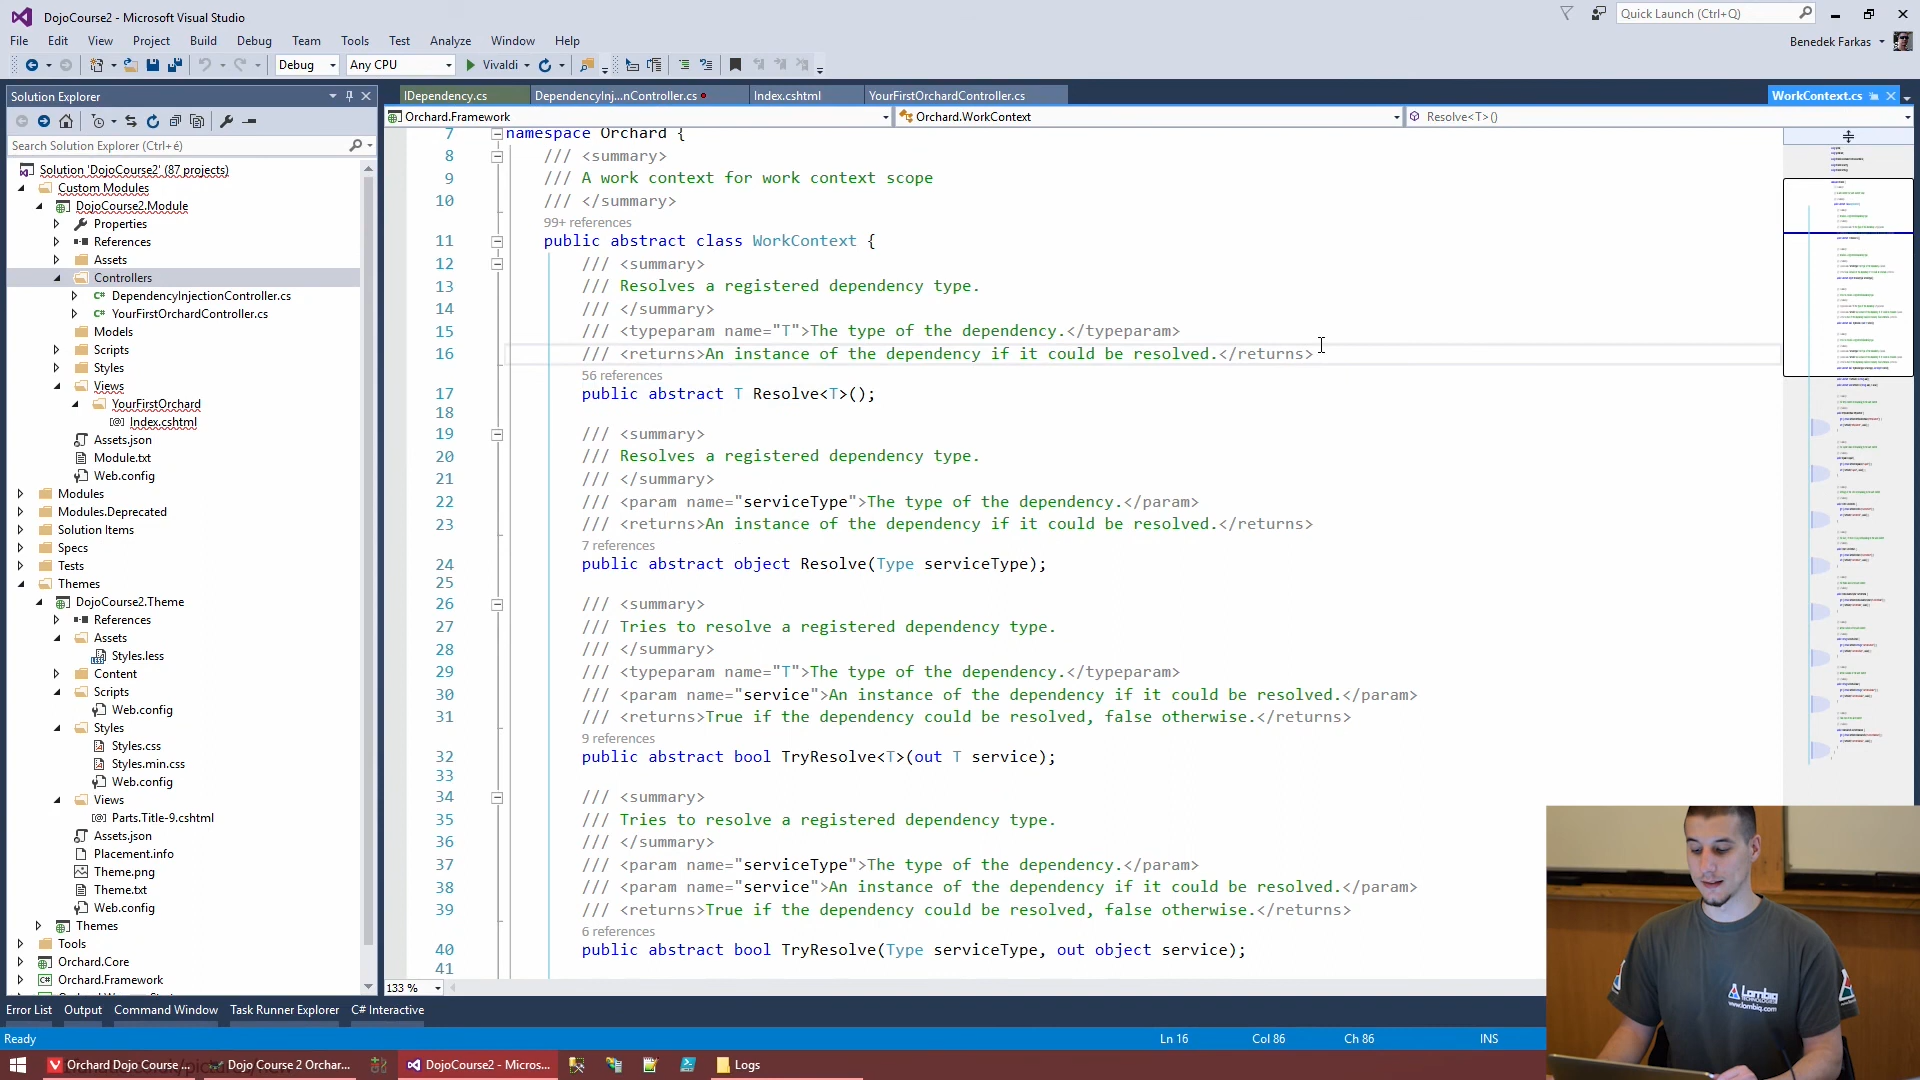 DojoCourse2 - Microsoft Visual Studio
Quick Launch (Ctrl+Q)
File Edit View Project Build Debug Team Tools Test Analyze Window Help
Benedek Farkas
Debug Any CPU Vivaldi
Solution Explorer
Search Solution Explorer (Ctrl+é)
Solution 'DojoCourse2' (87 projects)
Custom Modules
DojoCourse2.Module
Properties
References
Assets
Controllers
DependencyInjectionController.cs
YourFirstOrchardController.cs
Models
Scripts
Styles
Views
YourFirstOrchard
Index.cshtml
Assets.json
Module.txt
Web.config
Modules
Modules.Deprecated
Solution Items
Specs
Tests
Themes
DojoCourse2.Theme
References
Assets
Styles.less
Content
Scripts
Web.config
Styles
Styles.css
Styles.min.css
Web.config
Views
Parts.Title-9.cshtml
Assets.json
Placement.info
Theme.png
Theme.txt
Web.config
Themes
Tools
Orchard.Core
Orchard.Framework
IDependency.cs DependencyInj...nController.cs Index.cshtml YourFirstOrchardController.cs WorkContext.cs
Orchard.Framework Orchard.WorkContext Resolve<T>()
7 namespace Orchard {
8 /// <summary>
9 /// A work context for work context scope
10 /// </summary>
99+ references
11 public abstract class WorkContext {
12 /// <summary>
13 /// Resolves a registered dependency type.
14 /// </summary>
15 /// <typeparam name="T">The type of the dependency.</typeparam>
16 /// <returns>An instance of the dependency if it could be resolved.</returns>
56 references
17 public abstract T Resolve<T>();
18
19 /// <summary>
20 /// Resolves a registered dependency type.
21 /// </summary>
22 /// <param name="serviceType">The type of the dependency.</param>
23 /// <returns>An instance of the dependency if it could be resolved.</returns>
7 references
24 public abstract object Resolve(Type serviceType);
25
26 /// <summary>
27 /// Tries to resolve a registered dependency type.
28 /// </summary>
29 /// <typeparam name="T">The type of the dependency.</typeparam>
30 /// <param name="service">An instance of the dependency if it could be resolved.</param>
31 /// <returns>True if the dependency could be resolved, false otherwise.</returns>
9 references
32 public abstract bool TryResolve<T>(out T service);
33
34 /// <summary>
35 /// Tries to resolve a registered dependency type.
36 /// </summary>
37 /// <param name="serviceType">The type of the dependency.</param>
38 /// <param name="service">An instance of the dependency if it could be resolved.</param>
39 /// <returns>True if the dependency could be resolved, false otherwise.</returns>
6 references
40 public abstract bool TryResolve(Type serviceType, out object service);
41
133 %
Lombiq
TECHNOLOGIES
www.lombiq.com
Error List Output Command Window Task Runner Explorer C# Interactive
Ready Ln 16 Col 86 Ch 86 INS
Orchard Dojo Course ... Dojo Course 2 Orchar... DojoCourse2 - Micros... Logs